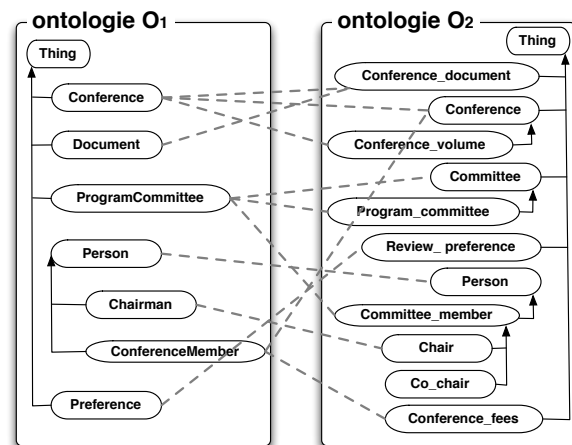 ontologie O1
Thing
Conference
Document
ProgramCommittee
Person
Chairman
ConferenceMember
Preference
ontologie O2
Thing
Conference_document
Conference
Conference_volume
Committee
Program_committee
Review_ preference
Person
Committee_member
Chair
Co_chair
Conference_fees